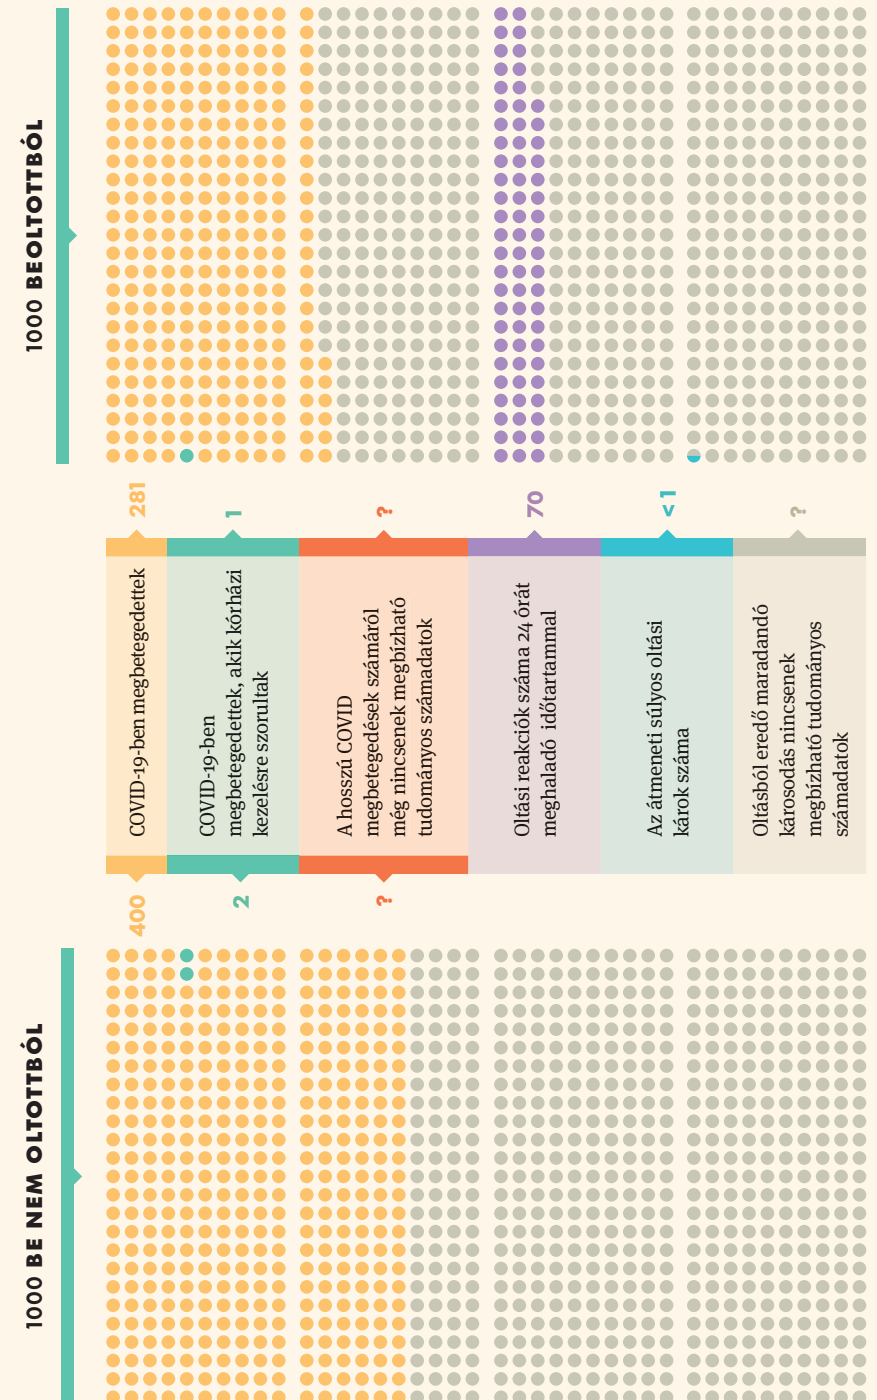 1000 BE NEM OLTOTTBÓL
1000 BEOLTOTTBÓL
400
COVID-19-ben megbetegedettek
281
2
COVID-19-ben
megbetegedettek, akik kórházi
kezelésre szorultak
1
?
A hosszú COVID
megbetegedések számáról
még nincsenek megbízható
tudományos számadatok
?
Oltási reakciók száma 24 órát
meghaladó időtartammal
70
Az átmeneti súlyos oltási
károk száma
<1
Oltásból eredő maradandó
károsodás nincsenek
megbízható tudományos
számadatok
?